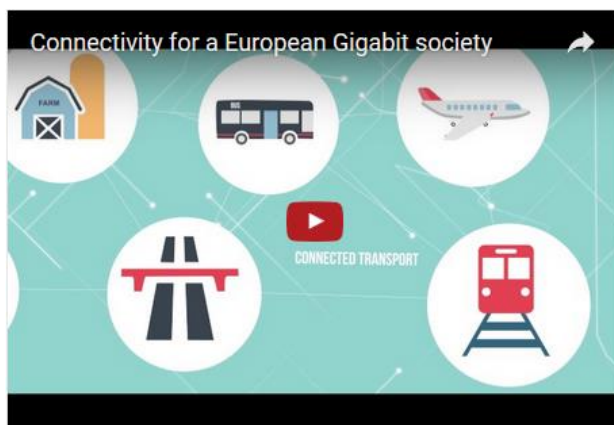 Connectivity for a European Gigabit society
FARM
BUS
CONNECTED TRANSPORT